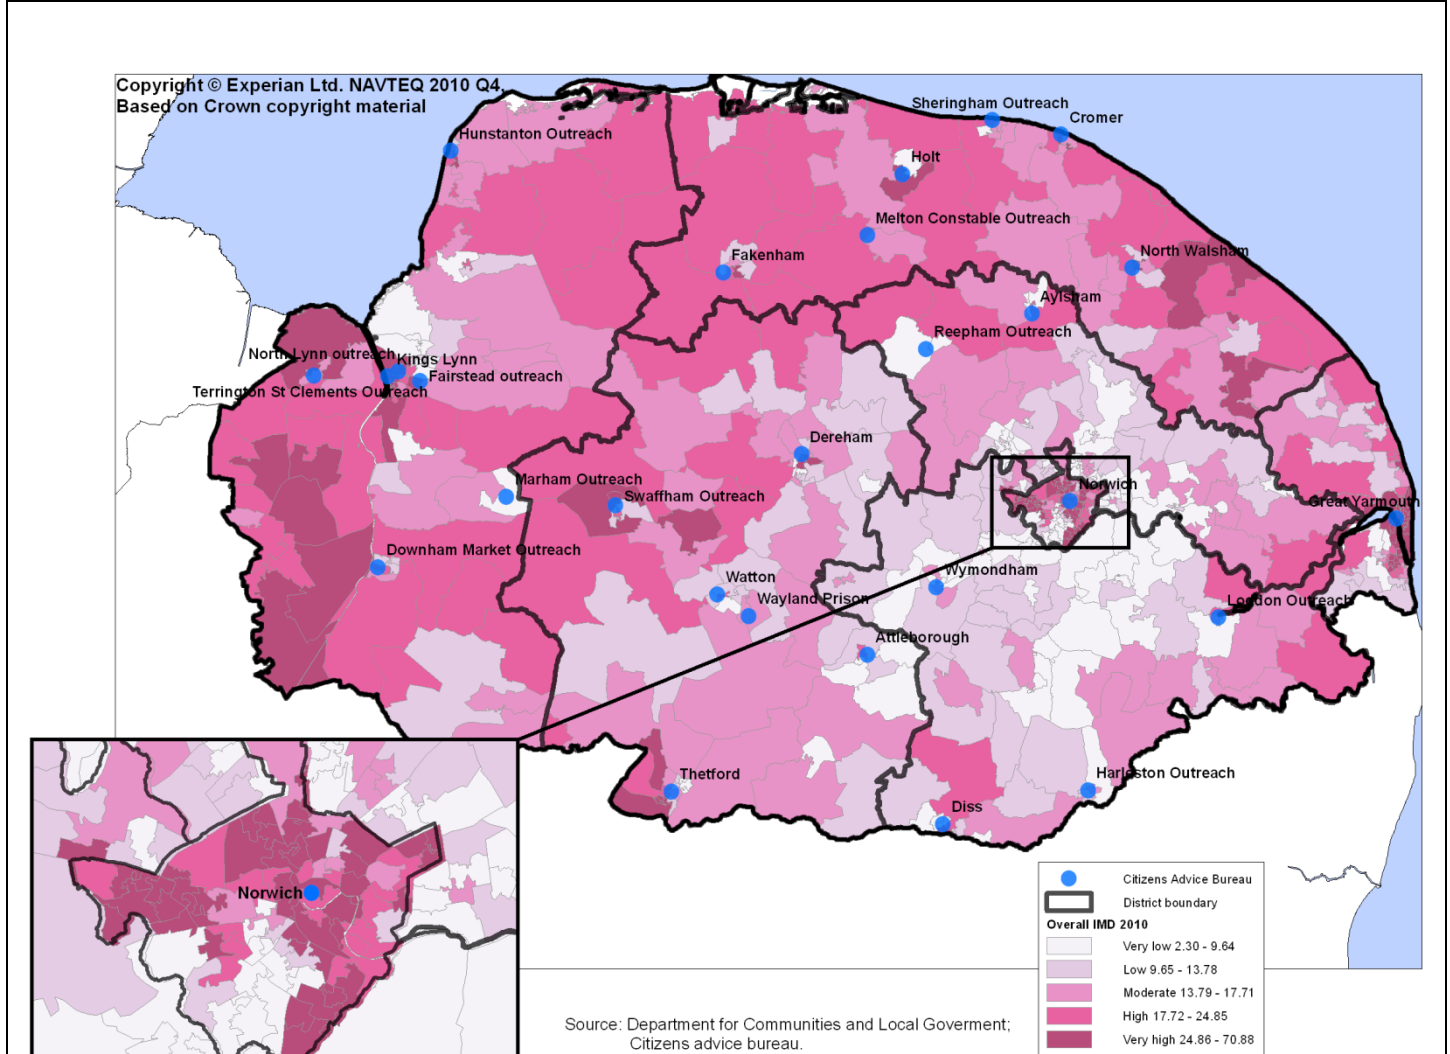 Copyright © Experian Ltd. NAVTEQ 2010 Q4.
Based on Crown copyright material
Sheringham Outreach
Cromer
Hunstanton Outreach
Holt
Melton Constable Outreach
North Walsham
Fakenham
Aylsham
Reepham Outreach
North Lynn outreach
Kings Lynn
Fairstead outreach
Terrington St Clements Outreach
Dereham
Marham Outreach
Swaffham Outreach
Norwich
Great Yarmouth
Downham Market Outreach
Watton
Wymondham
Wayland Prison
London Outreach
Attleborough
Thetford
Harleston Outreach
Diss
Norwich
Citizens Advice Bureau
District boundary
Overall IMD 2010
Very low 2.30 - 9.64
Low 9.65 - 13.78
Moderate 13.79 - 17.71
High 17.72 - 24.85
Very high 24.86 - 70.88
Source: Department for Communities and Local Goverment;
Citizens advice bureau.